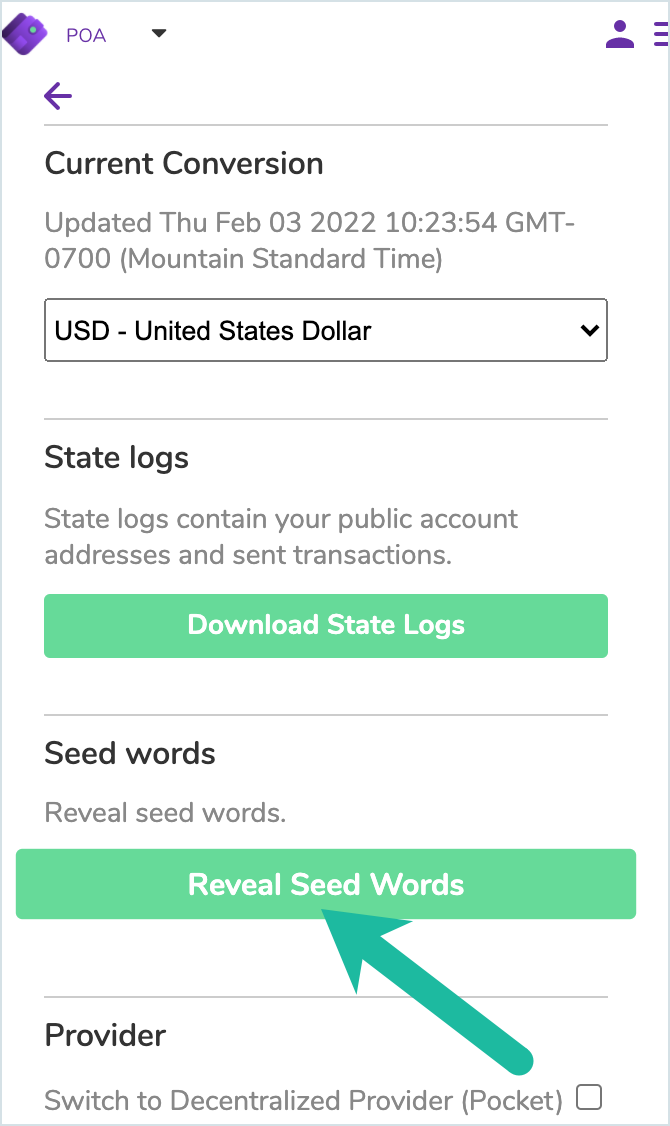 POA
Current Conversion
Updated Thu Feb 03 2022 10:23:54 GMT-
0700 (Mountain Standard Time)
USD - United States Dollar
State logs
State logs contain your public account
addresses and sent transactions.
Download State Logs
Seed words
Reveal seed words.
Reveal Seed Words
Provider
Switch to Decentralized Provider (Pocket)